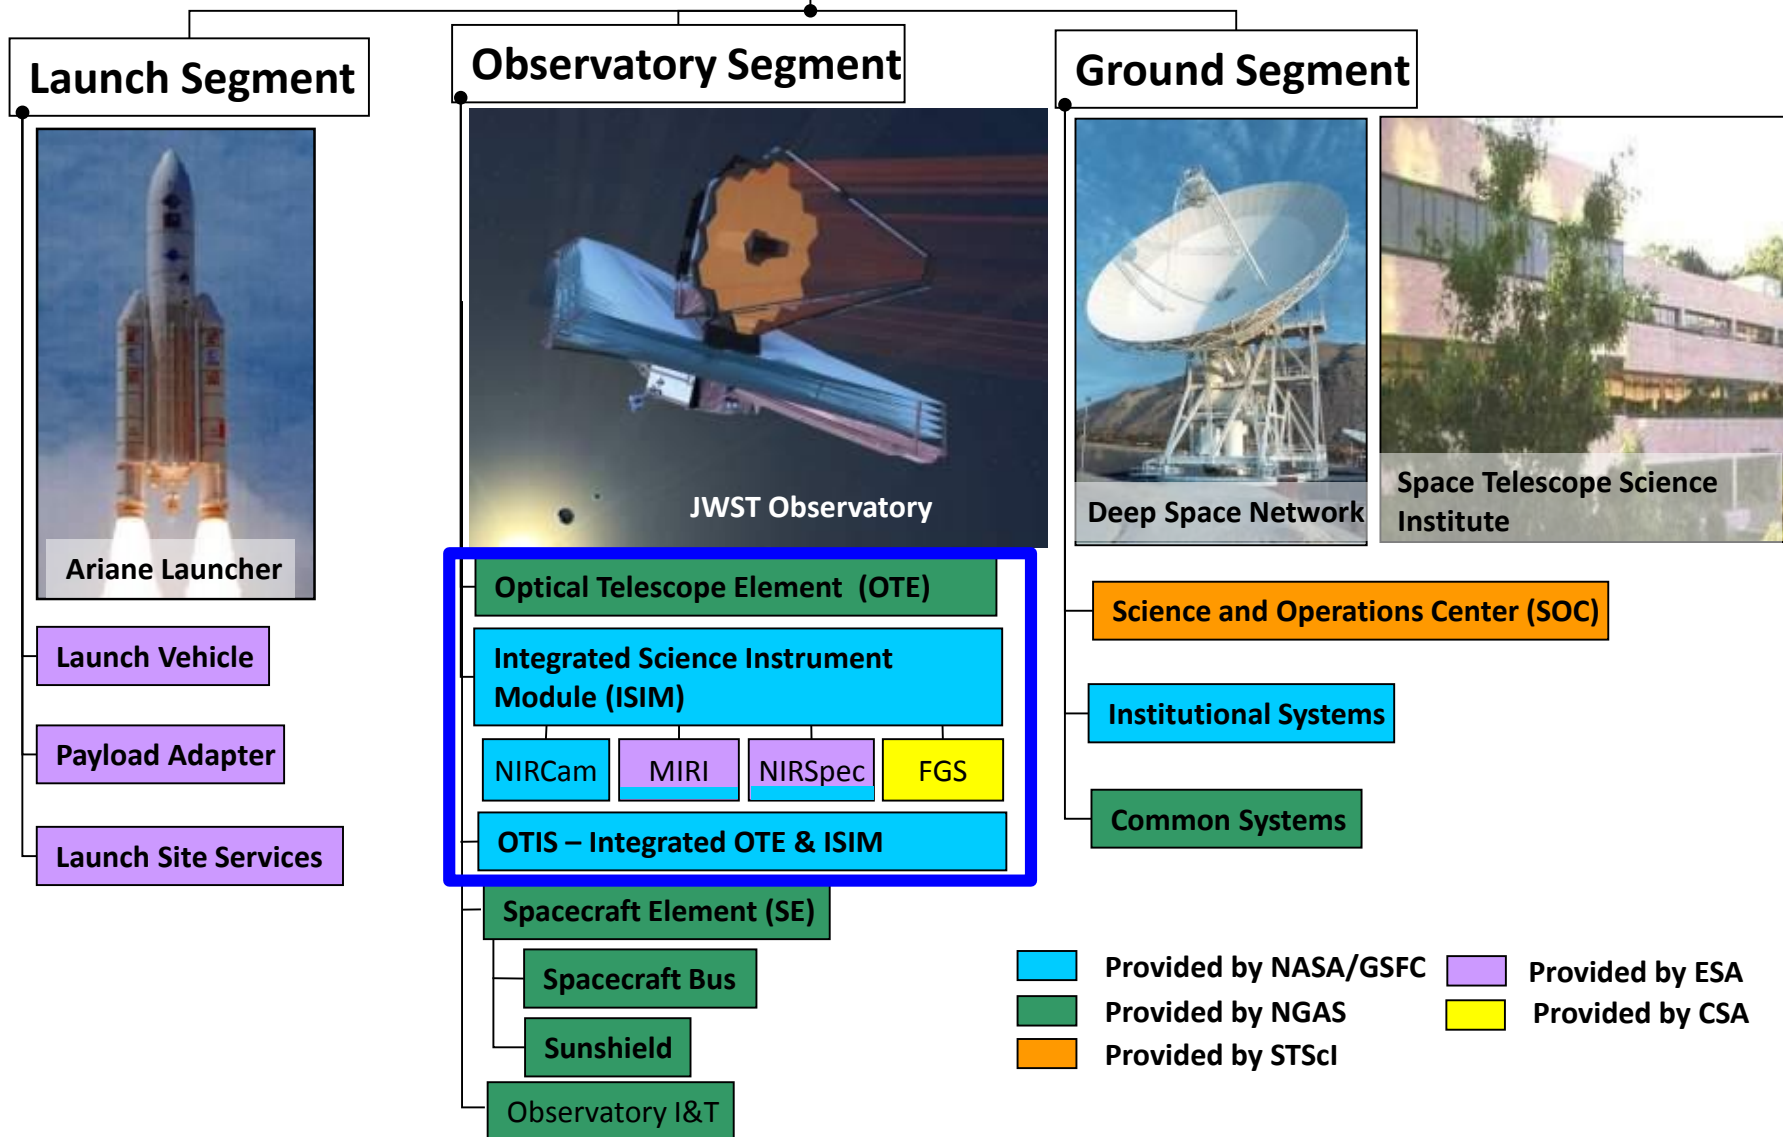 Launch Segment
Ariane Launcher
Launch Vehicle
Payload Adapter
Launch Site Services
Observatory Segment
JWST Observatory
Optical Telescope Element (OTE)
Integrated Science Instrument
Module (ISIM)
NIRCam
MIRI
NIRSpec
FGS
OTIS – Integrated OTE & ISIM
Spacecraft Element (SE)
Spacecraft Bus
Sunshield
Observatory I&T
Ground Segment
Deep Space Network
Space Telescope Science
Institute
Science and Operations Center (SOC)
Institutional Systems
Common Systems
Provided by NASA/GSFC
Provided by NGAS
Provided by STScI
Provided by ESA
Provided by CSA